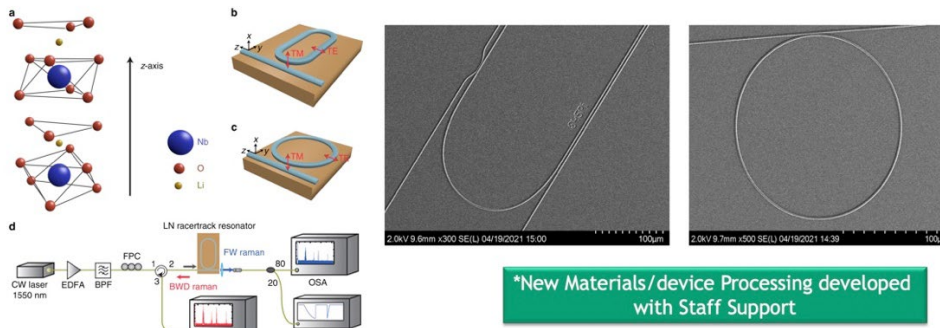 a
z-axis
Nb
O
Li
b
x
z
y
TM
TE
c
x
z
y
TM
d
LN racertrack resonator
FPC
1
2
3
FW raman
BWD raman
80
20
OSA
CW laser
1550 nm
EDFA
BPF
2.0kV 9.6mm x300 SE(L) 04/19/2021 15:00
100μm
2.0kV 9.7mm x500 SE(L) 04/19/2021 14:39
100μm
*New Materials/device Processing developed
with Staff Support